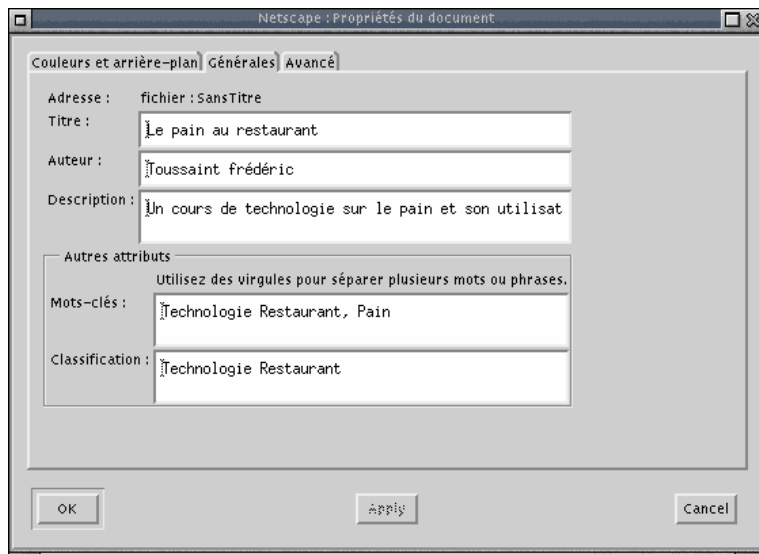 Netscape : Propriétés du document
Couleurs et arrière-plan Générales Avancé
Adresse : fichier : SansTitre
Titre : Le pain au restaurant
Auteur : Toussaint frédéric
Description : Un cours de technologie sur le pain et son utilisat
Autres attributs
Utilisez des virgules pour séparer plusieurs mots ou phrases.
Mots-clés : Technologie Restaurant, Pain
Classification : Technologie Restaurant
OK Apply Cancel